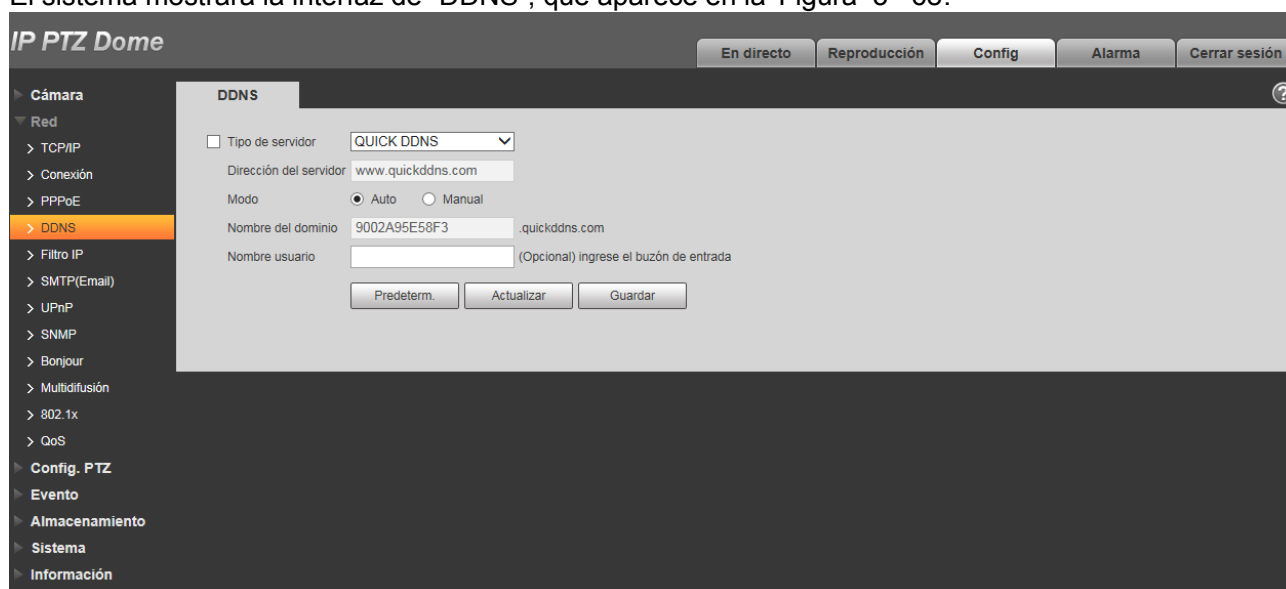 El sistema mostrará la interfaz de "DDNS", que aparece en la
IP PTZ Dome
En directo
Reproducción
Config
Alarma
Cerrar sesión
Cámara
DDNS
?
Red
TCP/IP
Conexión
PPPoE
DDNS
Filtro IP
SMTP(Email)
UPnP
SNMP
Bonjour
Multidifusión
802.1x
QoS
Config. PTZ
Evento
Almacenamiento
Sistema
Información
Tipo de servidor
QUICK DDNS
Dirección del servidor
www.quickddns.com
Modo
Auto
Manual
Nombre del dominio
9002A95E58F3
.quickddns.com
Nombre usuario
(Opcional) ingrese el buzón de entrada
Predeterm.
Actualizar
Guardar